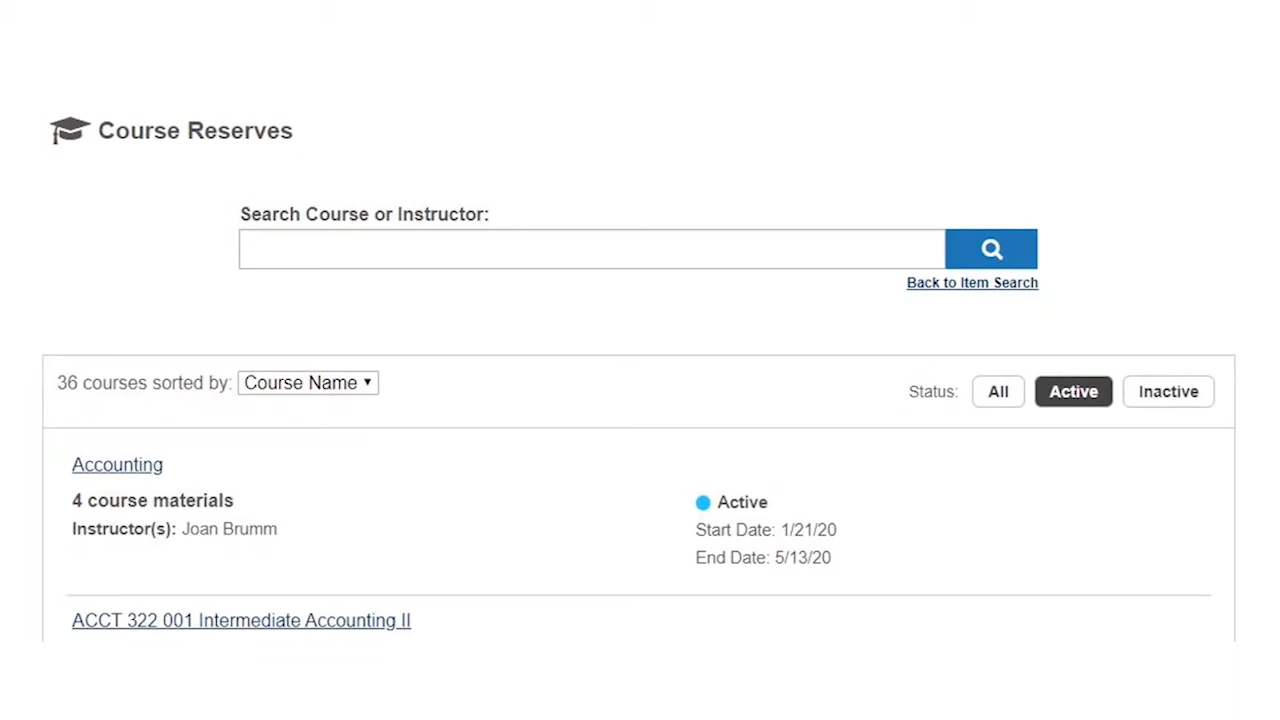 Course Reserves
Search Course or Instructor:
Back to Item Search
36 courses sorted by: Course Name ▼
Status: All Active Inactive
Accounting
4 course materials
Instructor(s): Joan Brumm
Active
Start Date: 1/21/20
End Date: 5/13/20
ACCT 322 001 Intermediate Accounting II